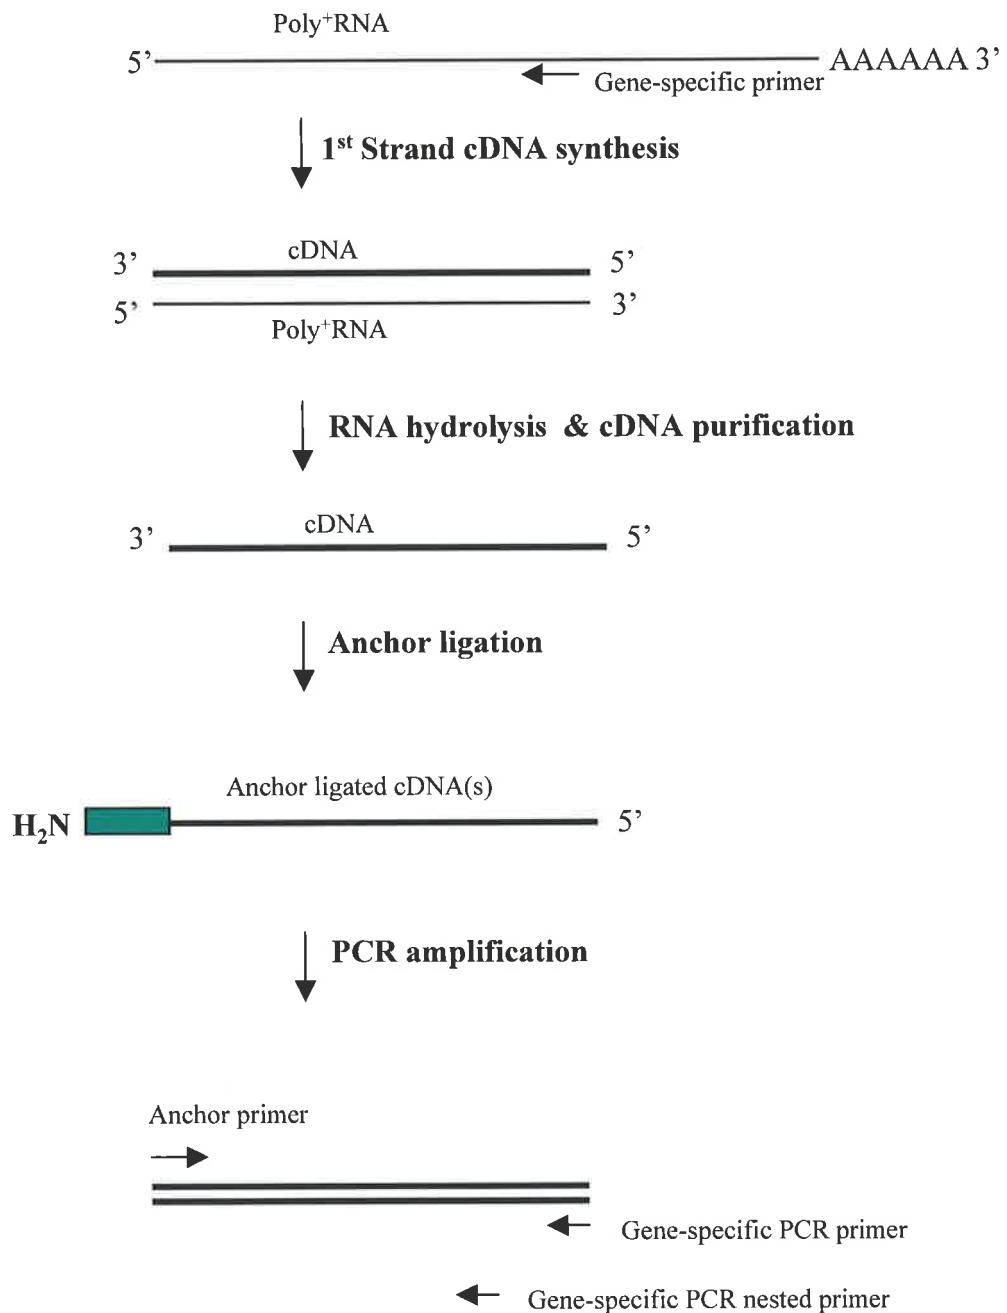 Poly⁺RNA
5’ AAAAAA 3’
Gene-specific primer
1ˢᵗ Strand cDNA synthesis
3’ cDNA 5’
5’ 3’
Poly⁺RNA
RNA hydrolysis & cDNA purification
3’ cDNA 5’
Anchor ligation
Anchor ligated cDNA(s)
H₂N 5’
PCR amplification
Anchor primer
Gene-specific PCR primer
Gene-specific PCR nested primer